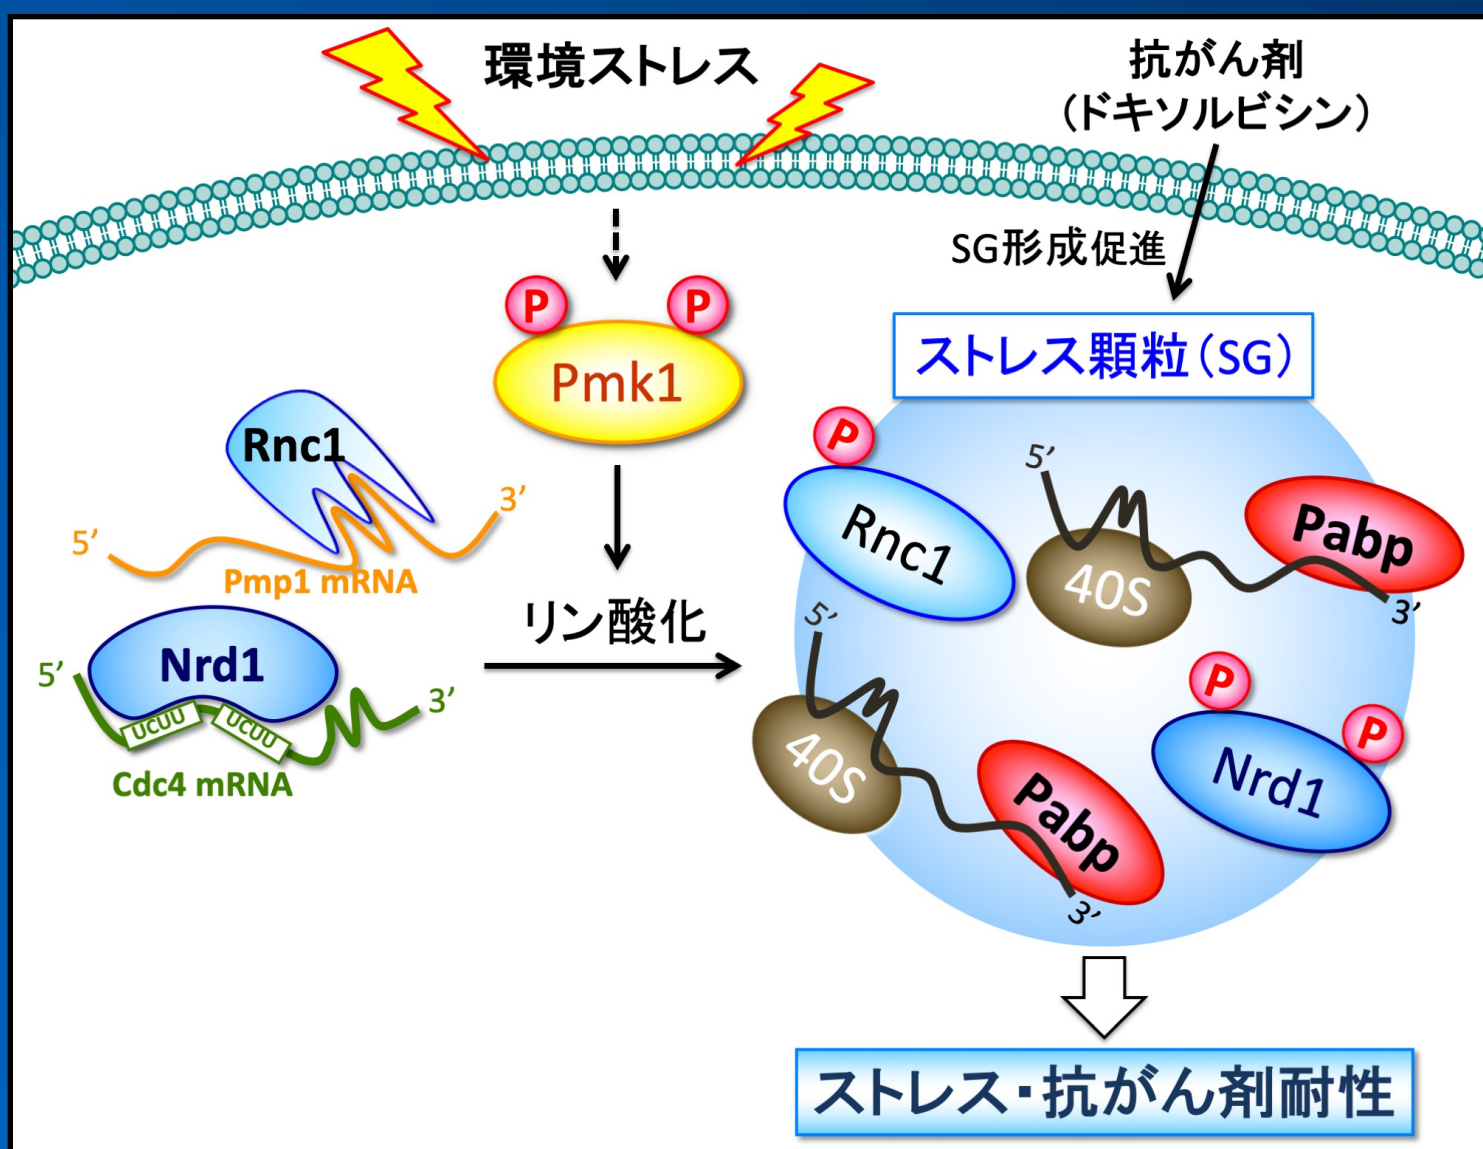 環境ストレス
抗がん剤
（ドキソルビシン）
SG形成促進
P
P
Pmk1
ストレス顆粒（SG）
Rnc1
5’
3’
Pmp1 mRNA
リン酸化
Nrd1
5’
3’
UCUU
UCUU
Cdc4 mRNA
P
Rnc1
5’
40S
Pabp
3’
5’
40S
Pabp
3’
P
P
Nrd1
ストレス・抗がん剤耐性